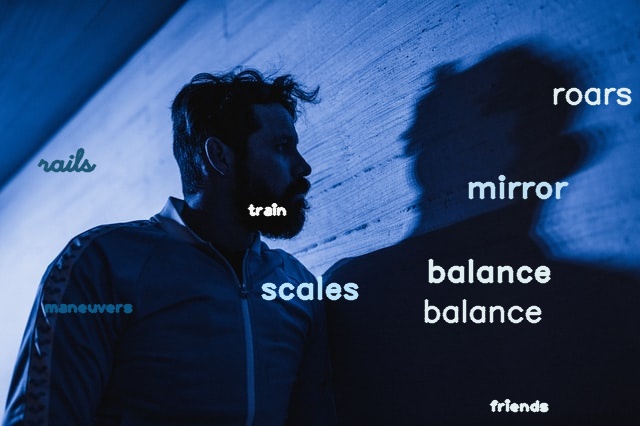 roars
rails
mirror
train
balance
scales
maneuvers
balance
friends